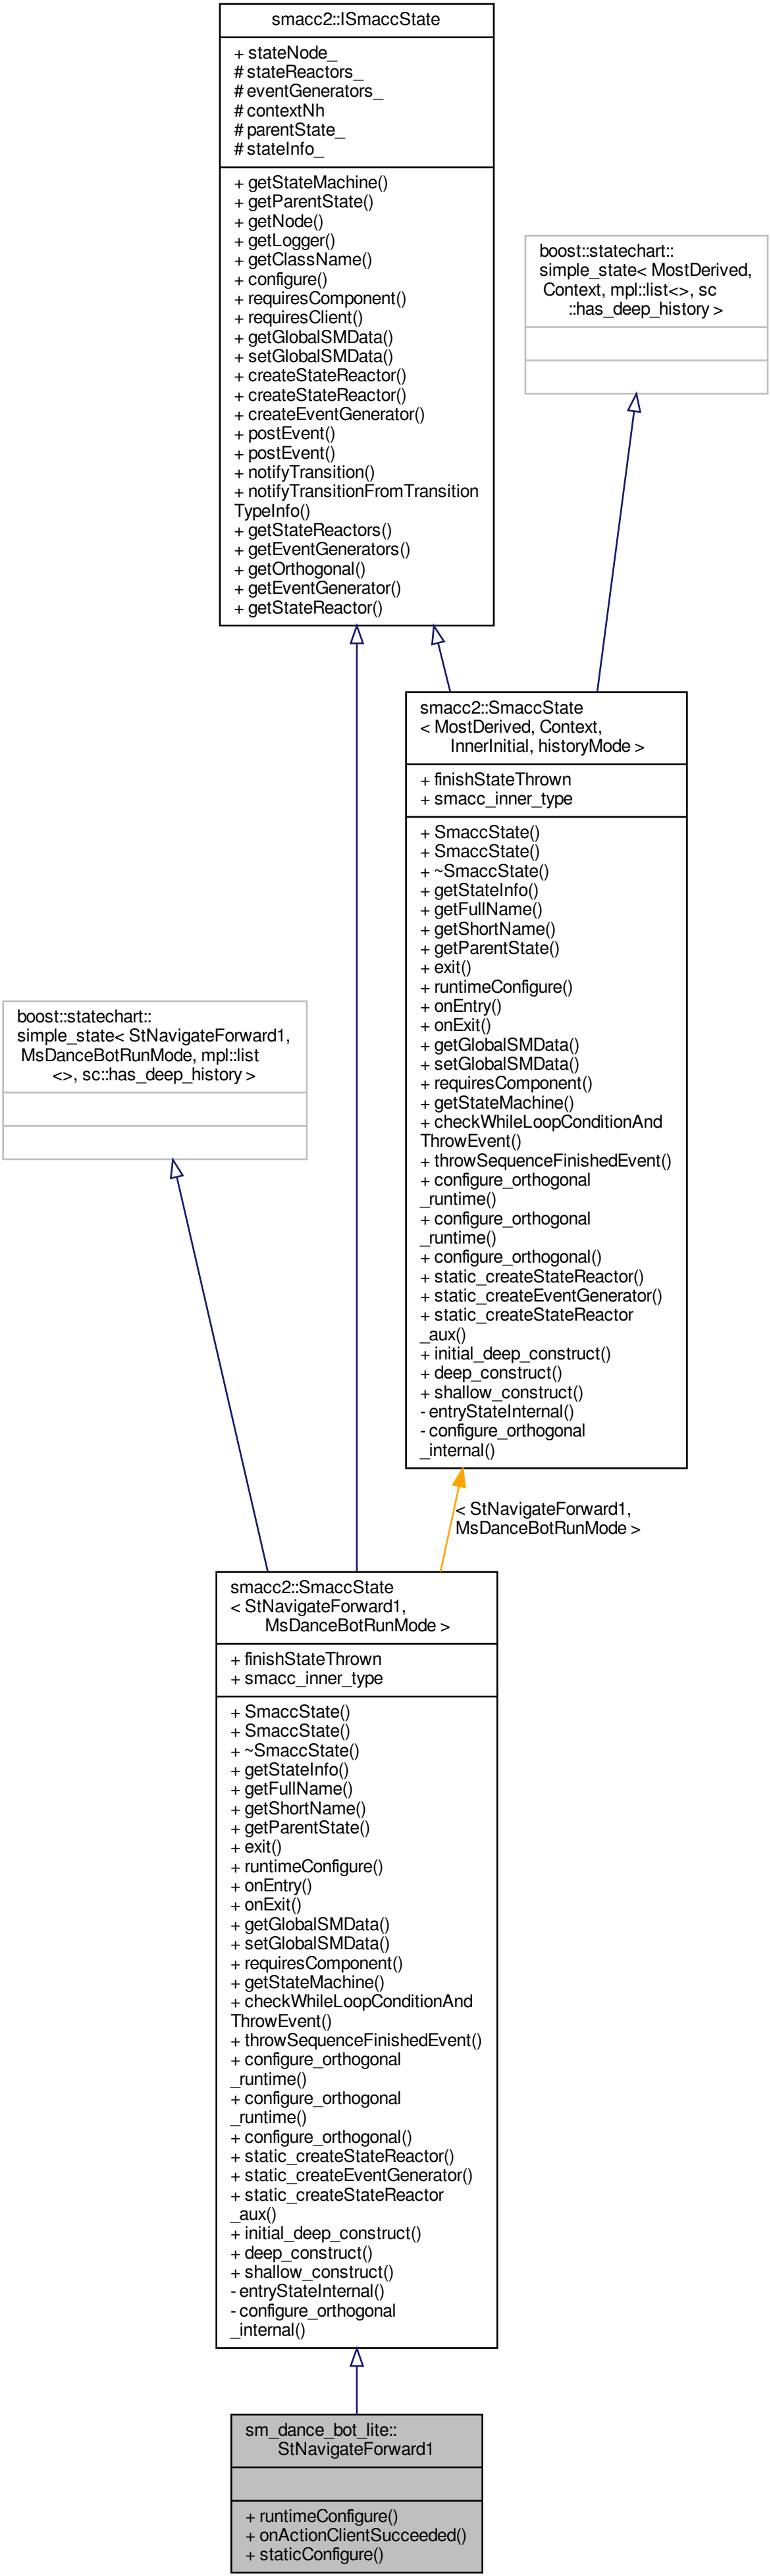 smacc2::ISmaccState
+ stateNode_
# stateReactors_
# eventGenerators_
# contextNh
# parentState_
# stateInfo_
+ getStateMachine()
+ getParentState()
+ getNode()
+ getLogger()
+ getClassName()
+ configure()
+ requiresComponent()
+ requiresClient()
+ getGlobalSMData()
+ setGlobalSMData()
+ createStateReactor()
+ createStateReactor()
+ createEventGenerator()
+ postEvent()
+ postEvent()
+ notifyTransition()
+ notifyTransitionFromTransition
TypeInfo()
+ getStateReactors()
+ getEventGenerators()
+ getOrthogonal()
+ getEventGenerator()
+ getStateReactor()
boost::statechart::
simple_state< MostDerived,
Context, mpl::list<>, sc
::has_deep_history >
smacc2::SmaccState
< MostDerived, Context,
InnerInitial, historyMode >
+ finishStateThrown
+ smacc_inner_type
+ SmaccState()
+ SmaccState()
+ ~SmaccState()
+ getStateInfo()
+ getFullName()
+ getShortName()
+ getParentState()
+ exit()
+ runtimeConfigure()
+ onEntry()
+ onExit()
+ getGlobalSMData()
+ setGlobalSMData()
+ requiresComponent()
+ getStateMachine()
+ checkWhileLoopConditionAnd
ThrowEvent()
+ throwSequenceFinishedEvent()
+ configure_orthogonal
_runtime()
+ configure_orthogonal
_runtime()
+ configure_orthogonal()
+ static_createStateReactor()
+ static_createEventGenerator()
+ static_createStateReactor
_aux()
+ initial_deep_construct()
+ deep_construct()
+ shallow_construct()
- entryStateInternal()
- configure_orthogonal
_internal()
boost::statechart::
simple_state< StNavigateForward1,
MsDanceBotRunMode, mpl::list
<>, sc::has_deep_history >
< StNavigateForward1,
MsDanceBotRunMode >
smacc2::SmaccState
< StNavigateForward1,
MsDanceBotRunMode >
+ finishStateThrown
+ smacc_inner_type
+ SmaccState()
+ SmaccState()
+ ~SmaccState()
+ getStateInfo()
+ getFullName()
+ getShortName()
+ getParentState()
+ exit()
+ runtimeConfigure()
+ onEntry()
+ onExit()
+ getGlobalSMData()
+ setGlobalSMData()
+ requiresComponent()
+ getStateMachine()
+ checkWhileLoopConditionAnd
ThrowEvent()
+ throwSequenceFinishedEvent()
+ configure_orthogonal
_runtime()
+ configure_orthogonal
_runtime()
+ configure_orthogonal()
+ static_createStateReactor()
+ static_createEventGenerator()
+ static_createStateReactor
_aux()
+ initial_deep_construct()
+ deep_construct()
+ shallow_construct()
- entryStateInternal()
- configure_orthogonal
_internal()
sm_dance_bot_lite::
StNavigateForward1
+ runtimeConfigure()
+ onActionClientSucceeded()
+ staticConfigure()